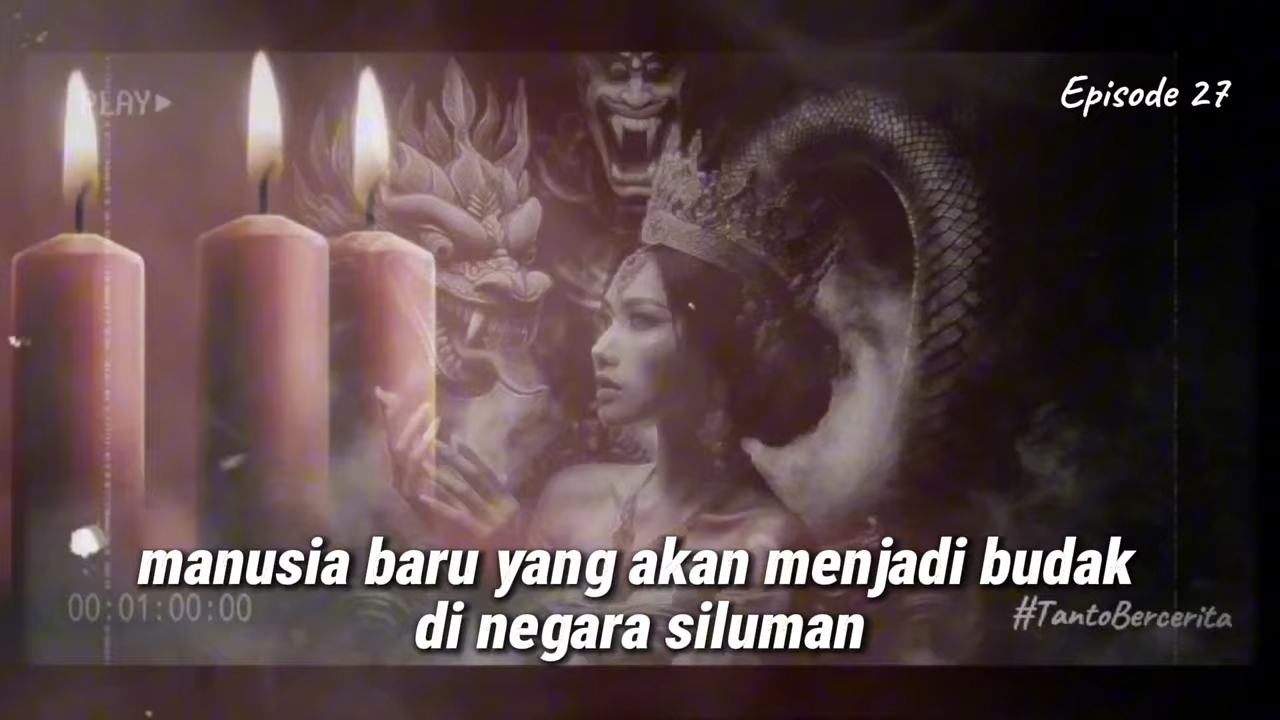 PLAY
Episode 27
manusia baru yang akan menjadi budak
di negara siluman
00:01:00:00
#TantoBercerita